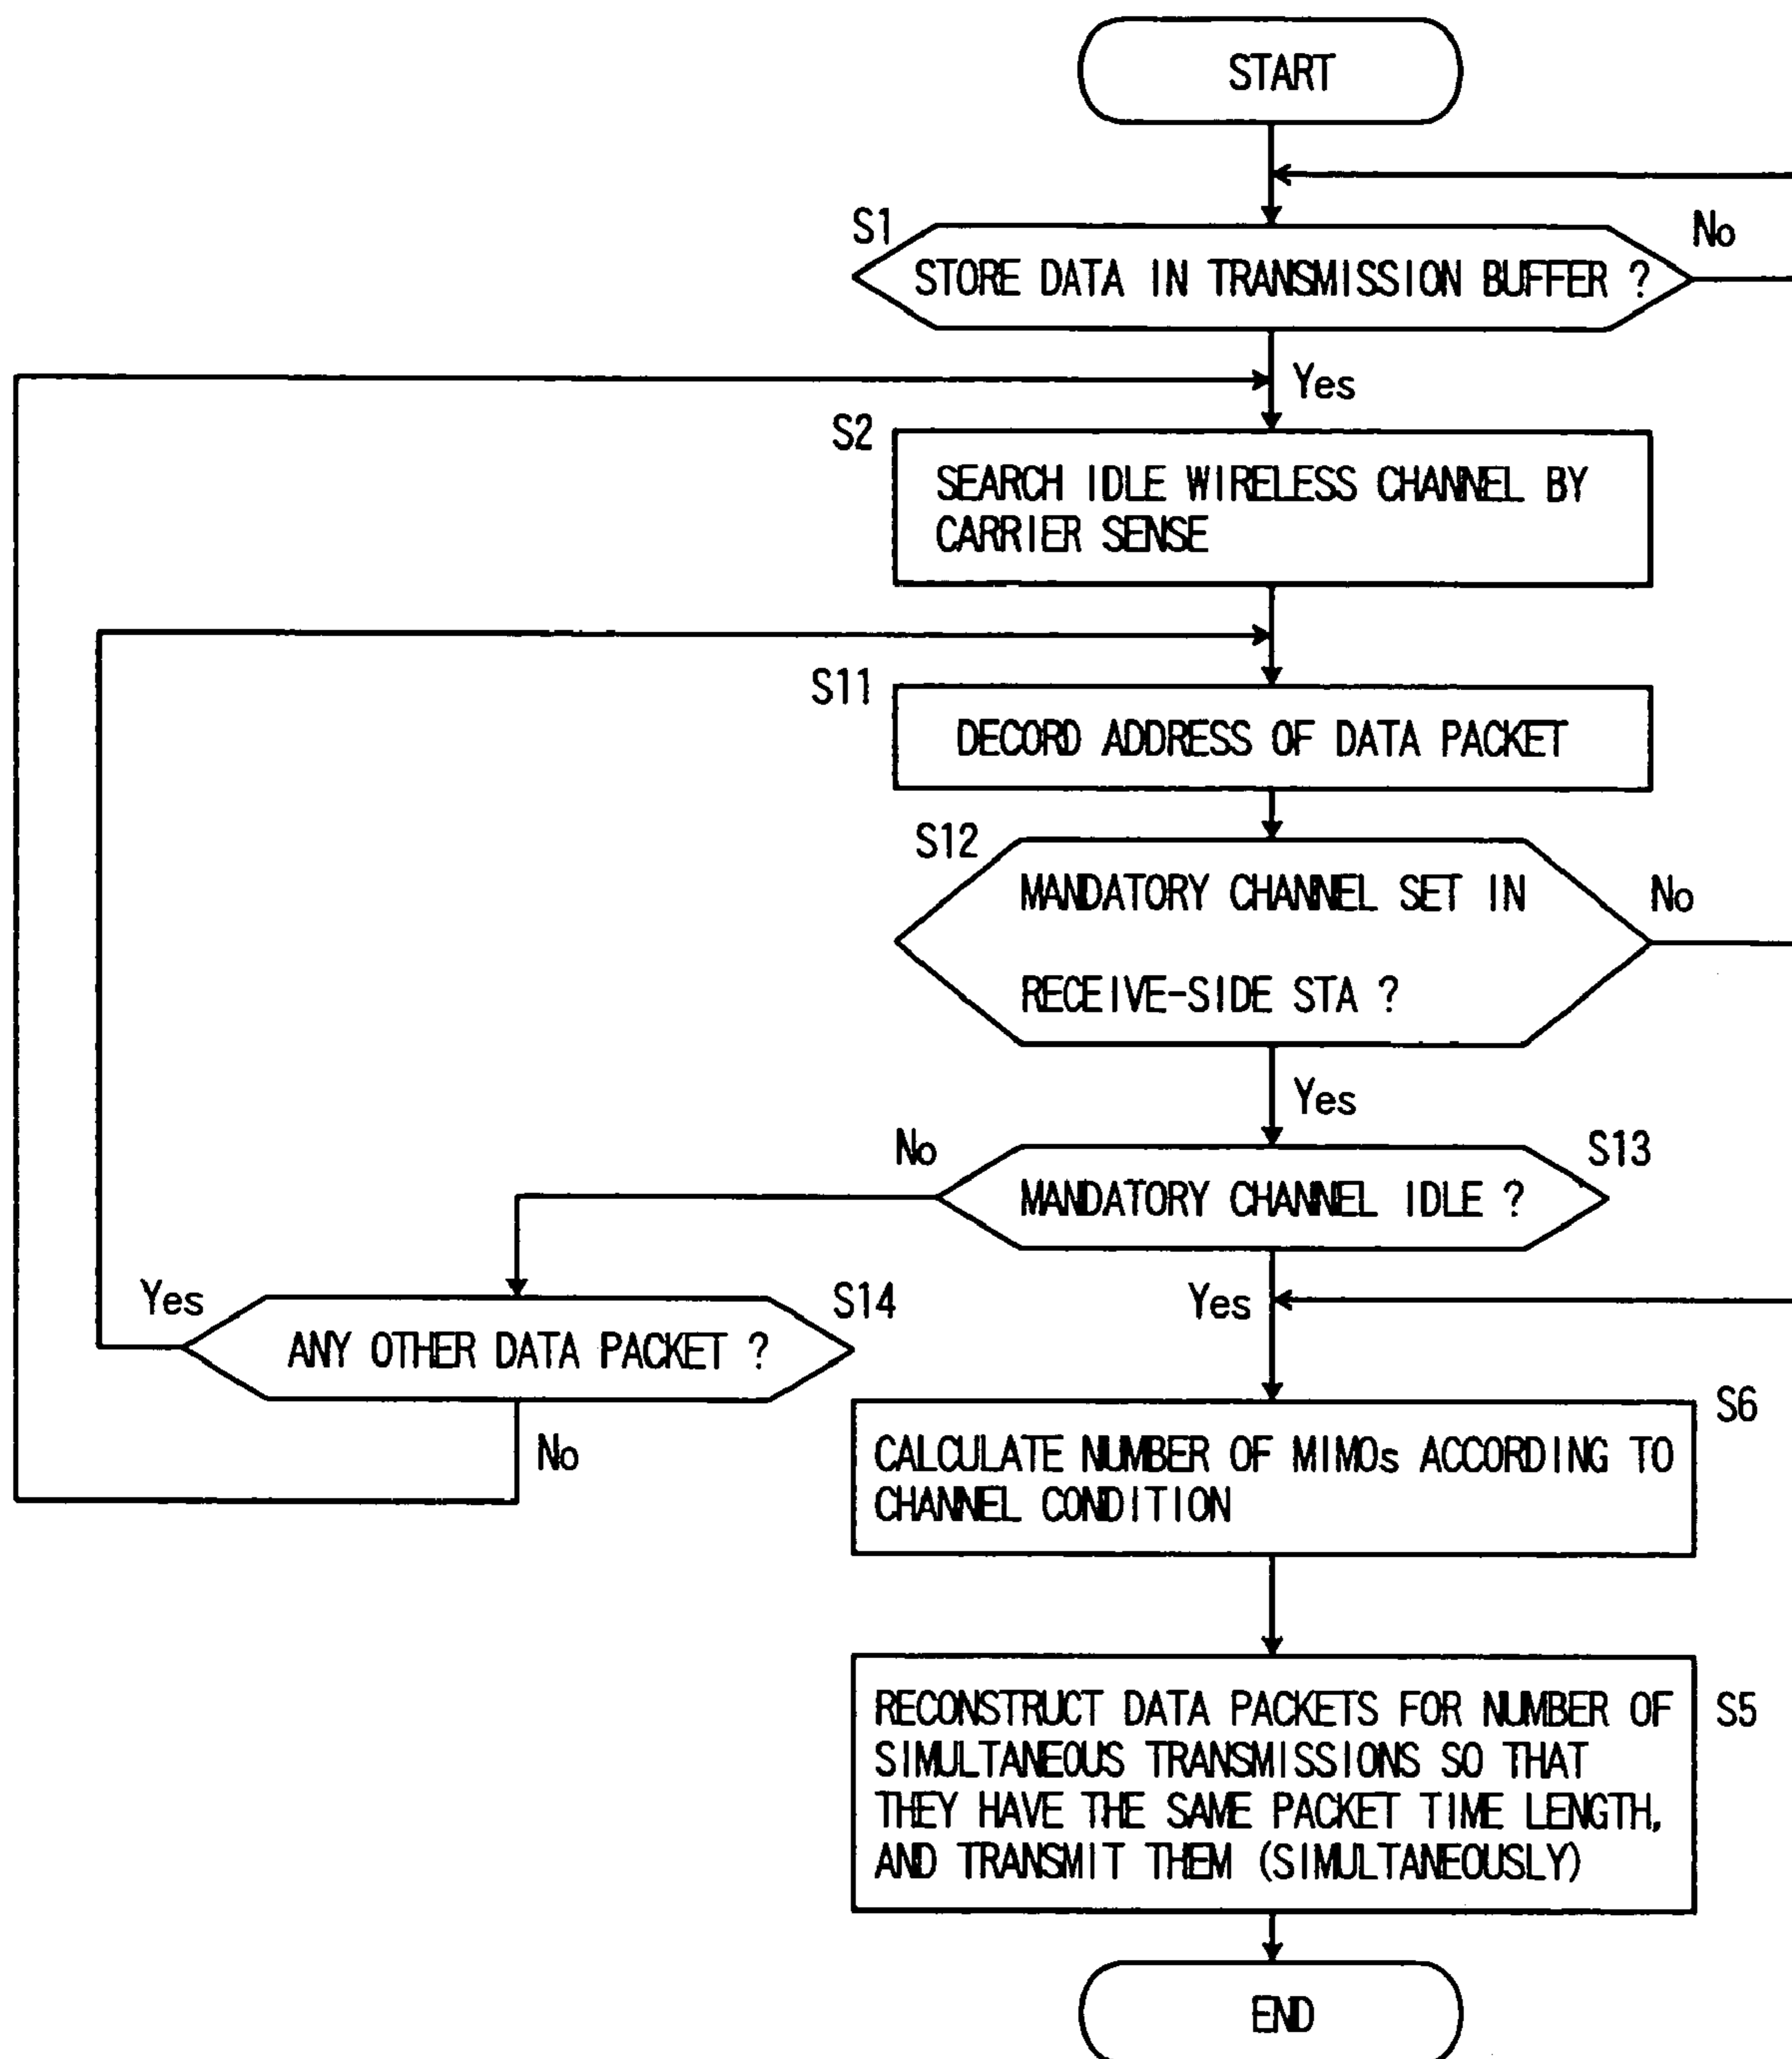 START
S1
No
STORE DATA IN TRANSMISSION BUFFER ?
Yes
S2
SEARCH IDLE WIRELESS CHANNEL BY
CARRIER SENSE
S11
DECORD ADDRESS OF DATA PACKET
S12
MANDATORY CHANNEL SET IN
No
RECEIVE-SIDE STA ?
Yes
No
S13
MANDATORY CHANNEL IDLE ?
Yes
S14
Yes
ANY OTHER DATA PACKET ?
No
S6
CALCULATE NUMBER OF MIMOs ACCORDING TO
CHANNEL CONDITION
RECONSTRUCT DATA PACKETS FOR NUMBER OF
S5
SIMULTANEOUS TRANSMISSIONS SO THAT
THEY HAVE THE SAME PACKET TIME LENGTH,
AND TRANSMIT THEM (SIMULTANEOUSLY)
END